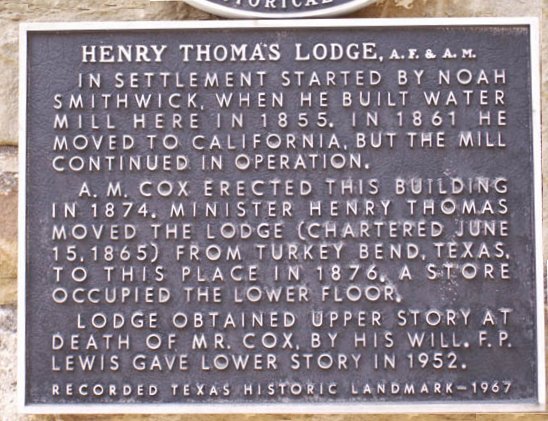 HISTORICAL
HENRY THOMAS LODGE, A.F. & A.M.
IN SETTLEMENT STARTED BY NOAH
SMITHWICK, WHEN HE BUILT WATER
MILL HERE IN 1855. IN 1861 HE
MOVED TO CALIFORNIA, BUT THE MILL
CONTINUED IN OPERATION.
A. M. COX ERECTED THIS BUILDING
IN 1874. MINISTER HENRY THOMAS
MOVED THE LODGE (CHARTERED JUNE
15, 1865) FROM TURKEY BEND, TEXAS,
TO THIS PLACE IN 1876. A STORE
OCCUPIED THE LOWER FLOOR.
LODGE OBTAINED UPPER STORY AT
DEATH OF MR. COX, BY HIS WILL. F. P.
LEWIS GAVE LOWER STORY IN 1952.
RECORDED TEXAS HISTORIC LANDMARK-1967